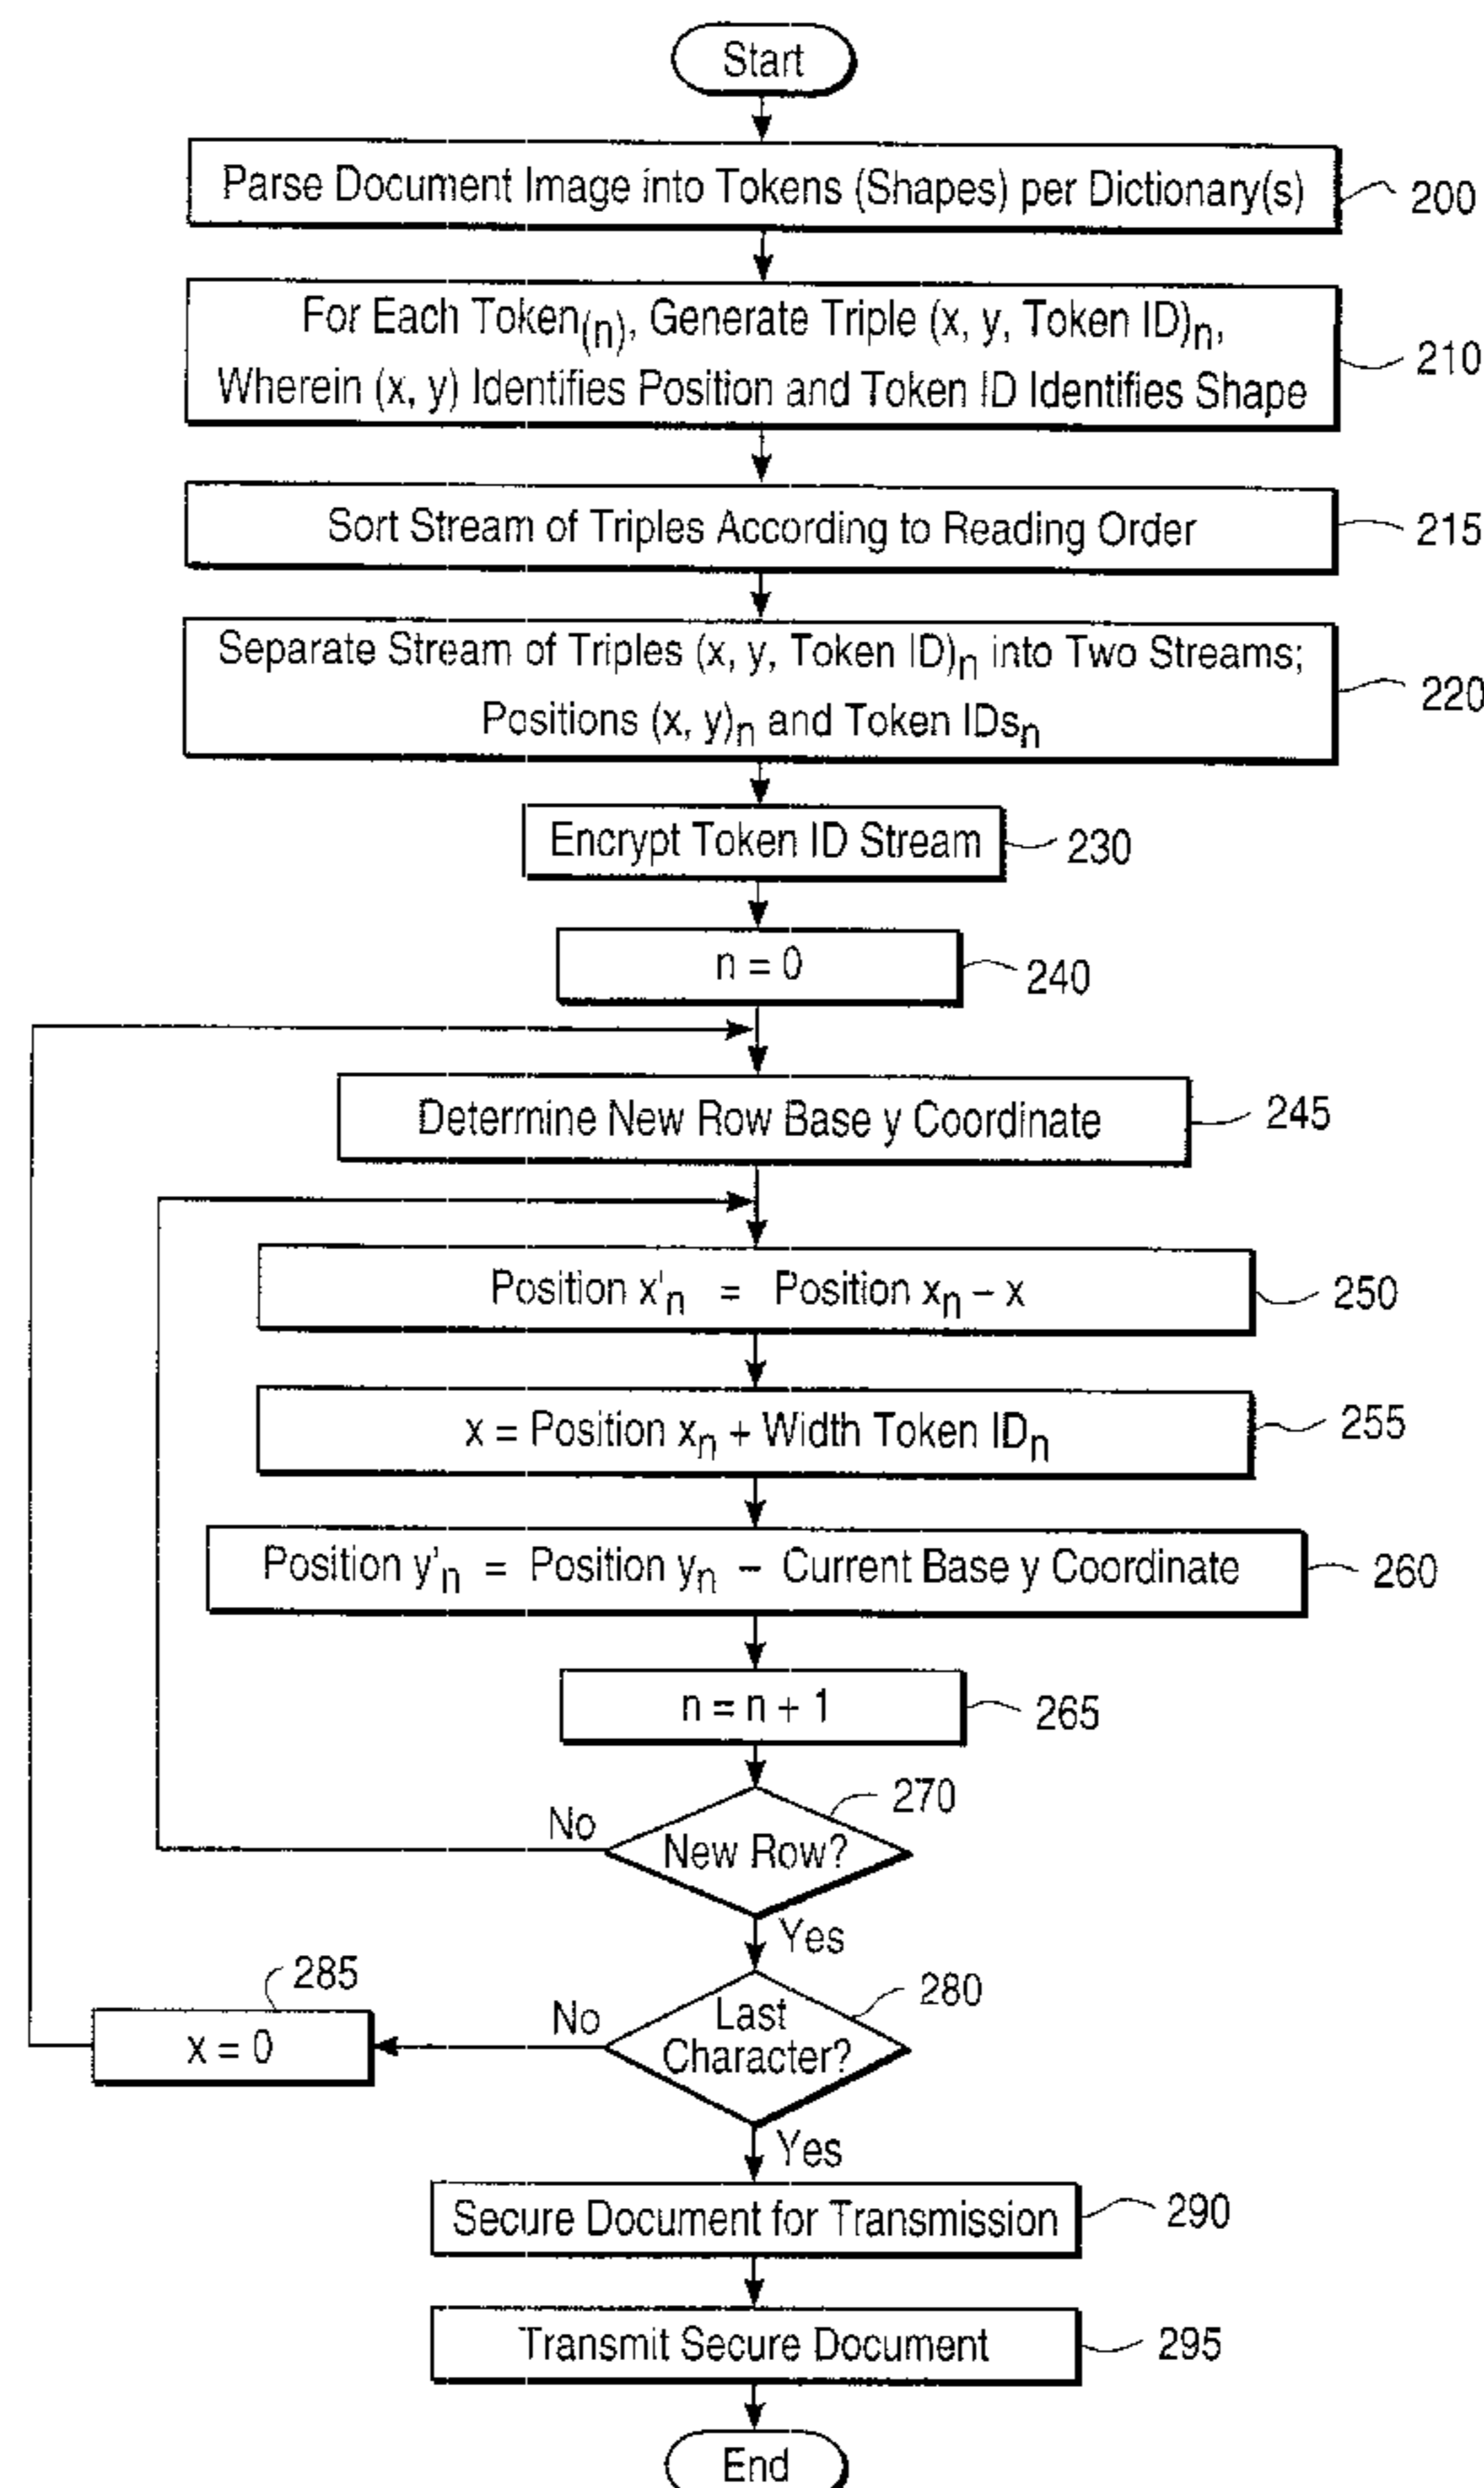 Start
Parse Document Image into Tokens (Shapes) per Dictionary(s)
200
For Each Token(n), Generate Triple (x, y, Token ID)n,
Wherein (x, y) Identifies Position and Token ID Identifies Shape
210
Sort Stream of Triples According to Reading Order
215
Separate Stream of Triples (x, y, Token ID)n into Two Streams;
Positions (x, y)n and Token IDsn
220
Encrypt Token ID Stream
230
n = 0
240
Determine New Row Base y Coordinate
245
Position x'n = Position xn – x
250
x = Position xn + Width Token IDn
255
Position y'n = Position yn – Current Base y Coordinate
260
n = n + 1
265
270
No
New Row?
Yes
285
280
x = 0
No
Last
Character?
Yes
Secure Document for Transmission
290
Transmit Secure Document
295
End